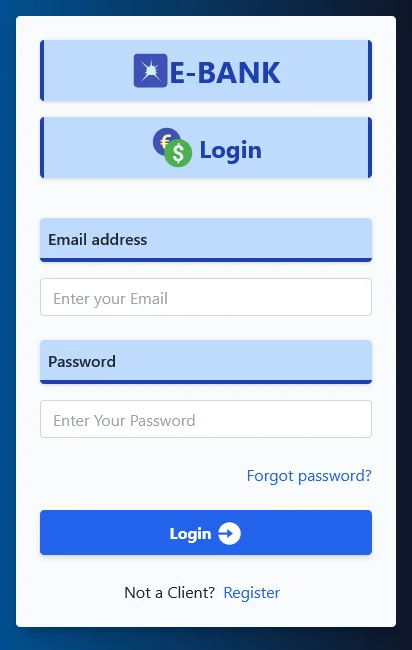 E-BANK
Login
Email address
Enter your Email
Password
Enter Your Password
Forgot password?
Login
Not a Client? Register